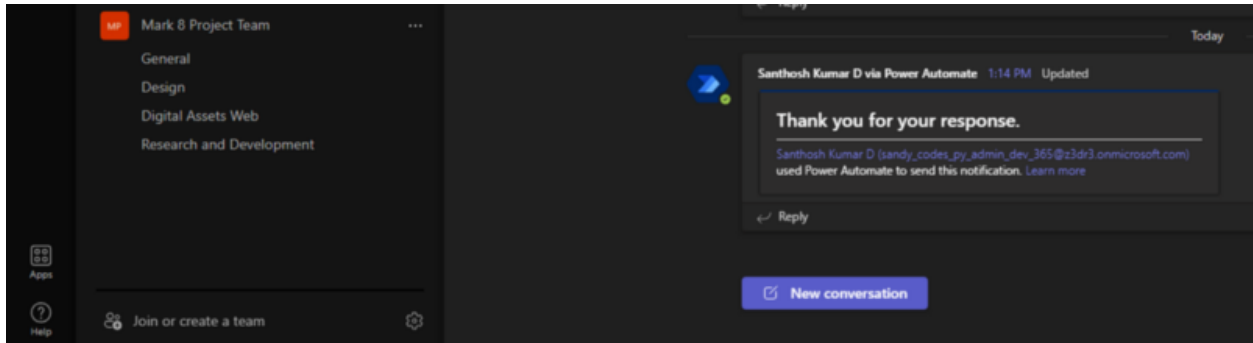 MP Mark 8 Project Team ...
General
Design
Digital Assets Web
Research and Development
Apps
Help
Join or create a team
Reply
Today
Santhosh Kumar D via Power Automate 1:14 PM Updated
Thank you for your response.
Santhosh Kumar D (sandy_codes_py_admin_dev_365@z3dr3.onmicrosoft.com)
used Power Automate to send this notification. Learn more
Reply
New conversation